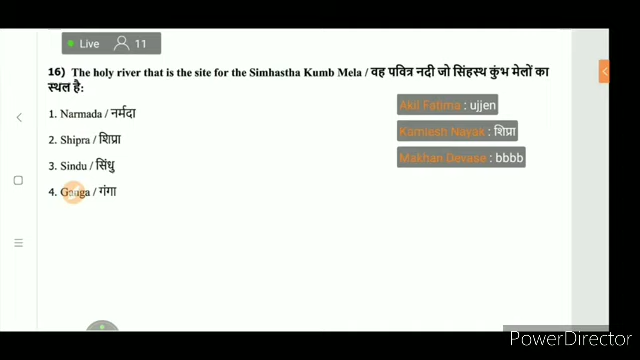 Live 11
16) The holy river that is the site for the Simhastha Kumb Mela / वह पवित्र नदी जो सिंहस्थ कुंभ मेलों का
स्थल है:
1. Narmada / नर्मदा
2. Shipra / शिप्रा
3. Sindu / सिंधु
4. Gauga / गंगा
Akil Fatima : ujjen
Kamlesh Nayak : शिप्रा
Makhan Devase : bbbb
PowerDirector